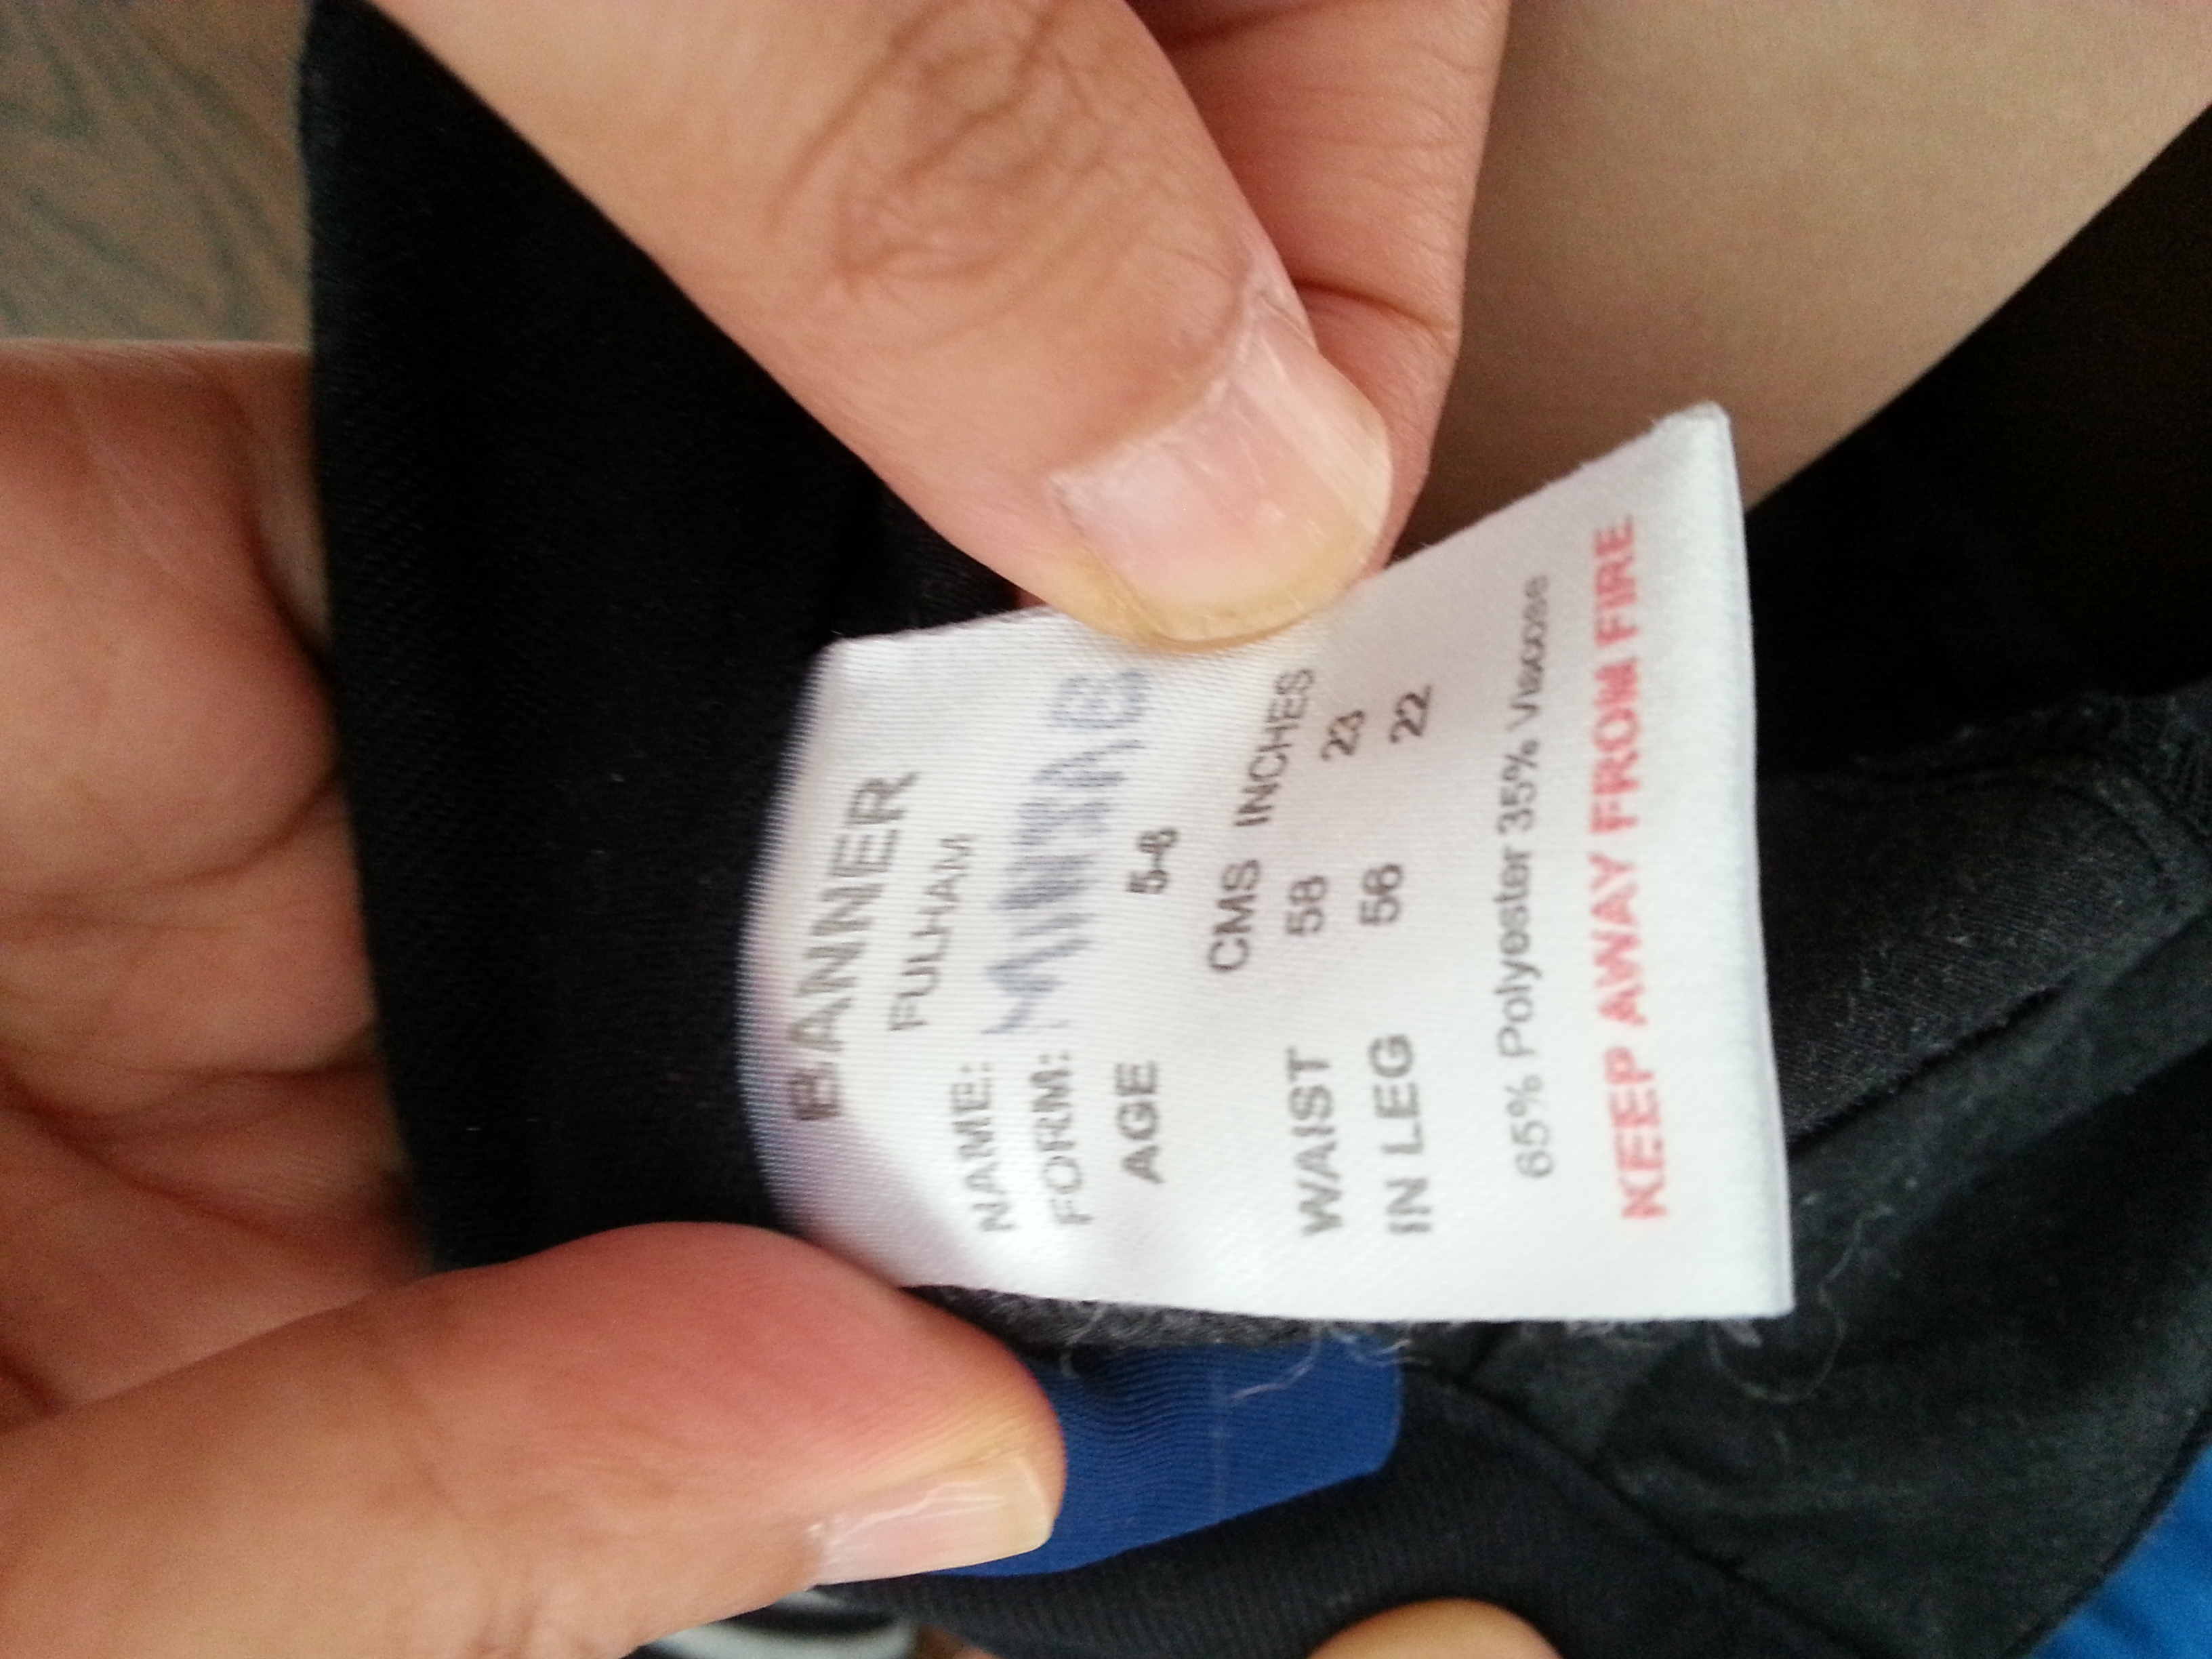 BANNER
FULHAM
NAME:
FORM:
AGE 5-6
CMS INCHES
WAIST 58 23
IN LEG 56 22
65% Polyester 35% Viscose
KEEP AWAY FROM FIRE